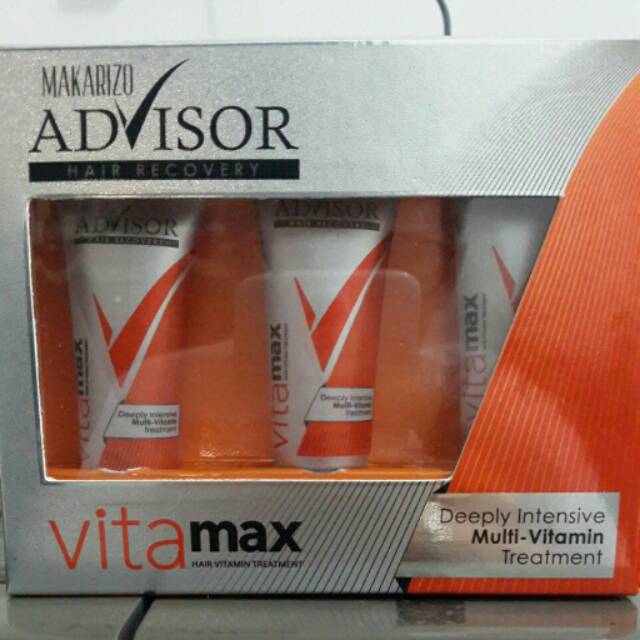 MAKARIZO
ADVISOR
HAIR RECOVERY
ADVISOR
HAIR RECOVERY
vitamax
Deeply Intensive
Multi-Vitamin
Treatment
ADVISOR
HAIR RECOVERY
vitamax
Deeply Intensive
Multi-Vitamin
Treatment
vitamax
vitamax
HAIR VITAMIN TREATMENT
Deeply Intensive
Multi-Vitamin
Treatment